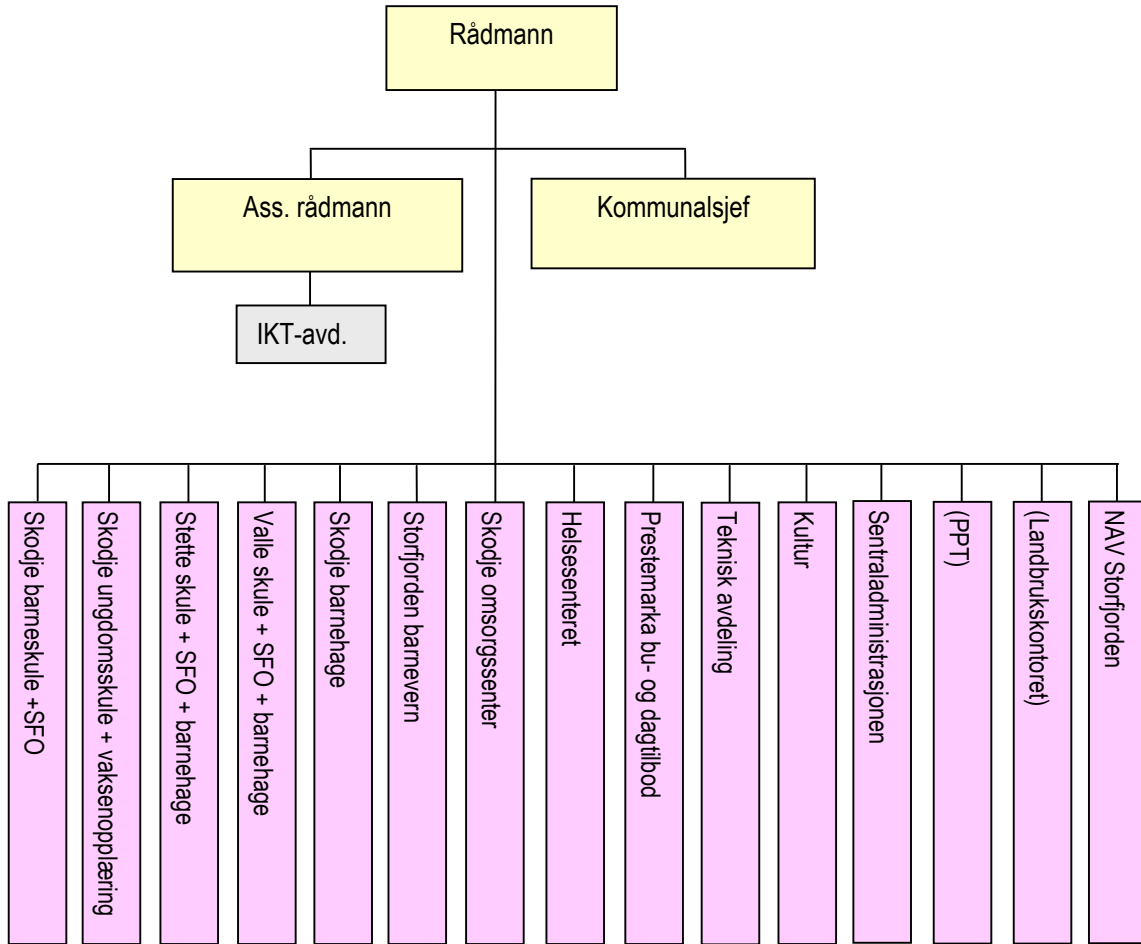 Rådmann
Ass. rådmann
Kommunalsjef
IKT-avd.
Skodje barneskule +SFO
Skodje ungdomsskule + vaksenopplæring
Stette skule + SFO + barnehage
Valle skule + SFO + barnehage
Skodje barnehage
Storfjorden barnevern
Skodje omsorgssenter
Helsesenteret
Prestemarka bu- og dagtilbod
Teknisk avdeling
Kultur
Sentraladministrasjonen
(PPT)
(Landbrukskontoret)
NAV Storfjorden